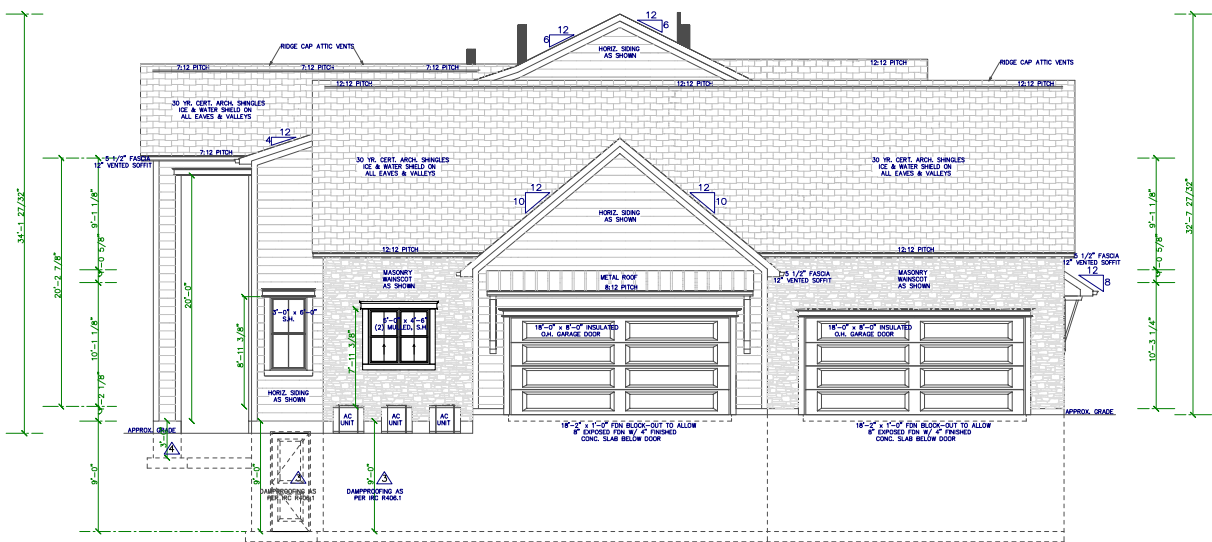 12
12
6
6
HORIZ. SIDING
AS SHOWN
RIDGE CAP ATTIC VENTS
RIDGE CAP ATTIC VENTS
7:12 PITCH
7:12 PITCH
7:12 PITCH
12:12 PITCH
12:12 PITCH
12:12 PITCH
12:12 PITCH
30 YR. CERT. ARCH. SHINGLES
ICE & WATER SHIELD ON
ALL EAVES & VALLEYS
12
4
7:12 PITCH
5 1/2" FASCIA
12" VENTED SOFFIT
30 YR. CERT. ARCH. SHINGLES
ICE & WATER SHIELD ON
ALL EAVES & VALLEYS
30 YR. CERT. ARCH. SHINGLES
ICE & WATER SHIELD ON
ALL EAVES & VALLEYS
12
10
12
10
HORIZ. SIDING
AS SHOWN
34'-1 27/32"
20'-2 7/8"
9'-1 1/8"
10'-1 1/8"
9'-0"
20'-0"
8'-11 3/8"
7'-11 3/8"
12:12 PITCH
12:12 PITCH
MASONRY
WAINSCOT
AS SHOWN
METAL ROOF
8:12 PITCH
5 1/2" FASCIA
12" VENTED SOFFIT
MASONRY
WAINSCOT
AS SHOWN
5 1/2" FASCIA
12" VENTED SOFFIT
12
8
32'-7 27/32"
9'-1 1/8"
10'-3 1/4"
3'-0" x 6'-0"
S.H.
6'-0" x 4'-6"
(2) MULLED, S.H.
18'-0" x 8'-0" INSULATED
O.H. GARAGE DOOR
18'-0" x 8'-0" INSULATED
O.H. GARAGE DOOR
HORIZ. SIDING
AS SHOWN
AC
UNIT
AC
UNIT
AC
UNIT
APPROX. GRADE
APPROX. GRADE
18'-2" x 1'-0" FDN BLOCK-OUT TO ALLOW
8" EXPOSED FDN W/ 4" FINISHED
CONC. SLAB BELOW DOOR
18'-2" x 1'-0" FDN BLOCK-OUT TO ALLOW
8" EXPOSED FDN W/ 4" FINISHED
CONC. SLAB BELOW DOOR
4
3
3
9'-0"
9'-0"
DAMPPROOFING AS
PER IRC R406.1
DAMPPROOFING AS
PER IRC R406.1